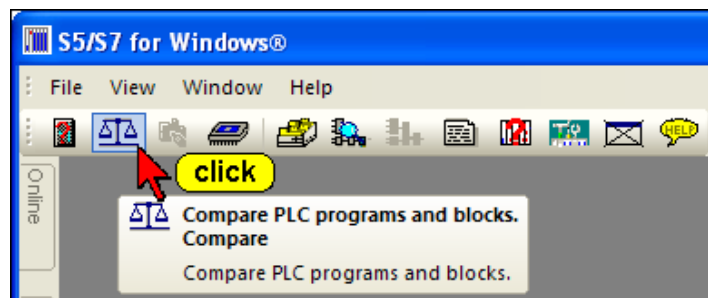 S5/S7 for Windows®
File View Window Help
HELP
click
Online
Compare PLC programs and blocks.
Compare
Compare PLC programs and blocks.